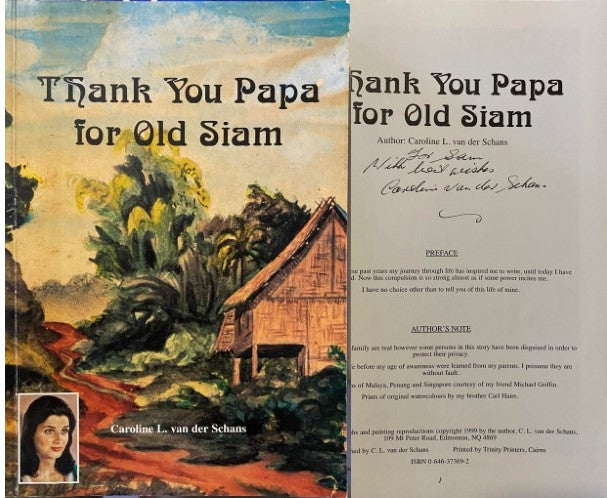 Thank You Papa
for Old Siam
Caroline L. van der Schans
hank You Papa
or Old Siam
Author: Caroline L. van der Schans
For Sam
With best wishes
Caroline van der Schans.
PREFACE
se past years my journey through life has inspired me to write, until today I have
d. Now this compulsion is so strong almost as if some power incites me.
I have no choice other than to tell you of this life of mine.
AUTHOR'S NOTE
family are real however some persons in this story have been disguised in order to
protect their privacy.
e before my age of awareness were learned from my parents. I presume they are
without fault.
s of Malaya, Penang and Singapore courtesy of my friend Michael Griffin.
Prints of original watercolours by my brother Carl Haire.
hs and painting reproductions copyright 1999 by the author, C. L. van der Schans,
109 Mt Peter Road, Edmonton, NQ 4869
hed by C. L. van der Schans Printed by Trinity Printers, Cairns
ISBN 0-646-37369-2
1